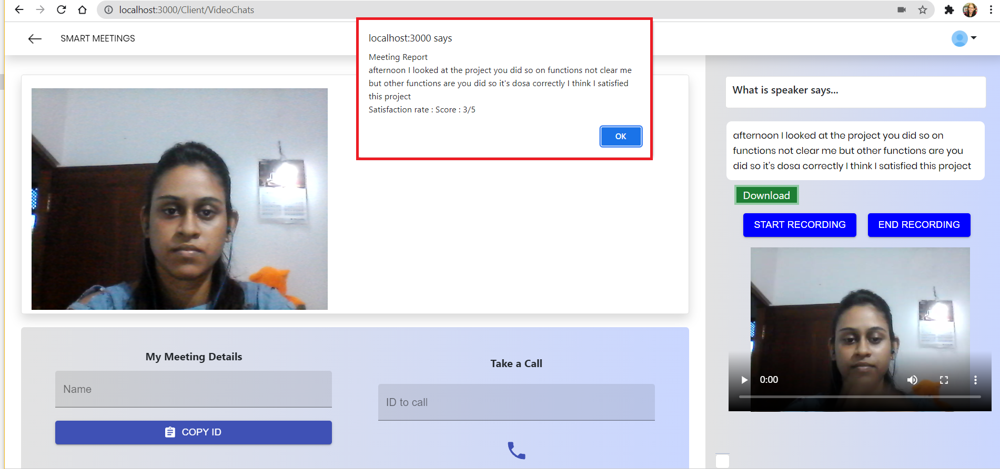 localhost:3000/Client/VideoChats
SMART MEETINGS
localhost:3000 says
Meeting Report
afternoon I looked at the project you did so on functions not clear me
but other functions are you did so it's dosa correctly I think I satisfied
this project
Satisfaction rate : Score : 3/5
OK
What is speaker says...
afternoon I looked at the project you did so on
functions not clear me but other functions are you
did so it's dosa correctly I think I satisfied this project
Download
START RECORDING
END RECORDING
0:00
My Meeting Details
Name
COPY ID
Take a Call
ID to call